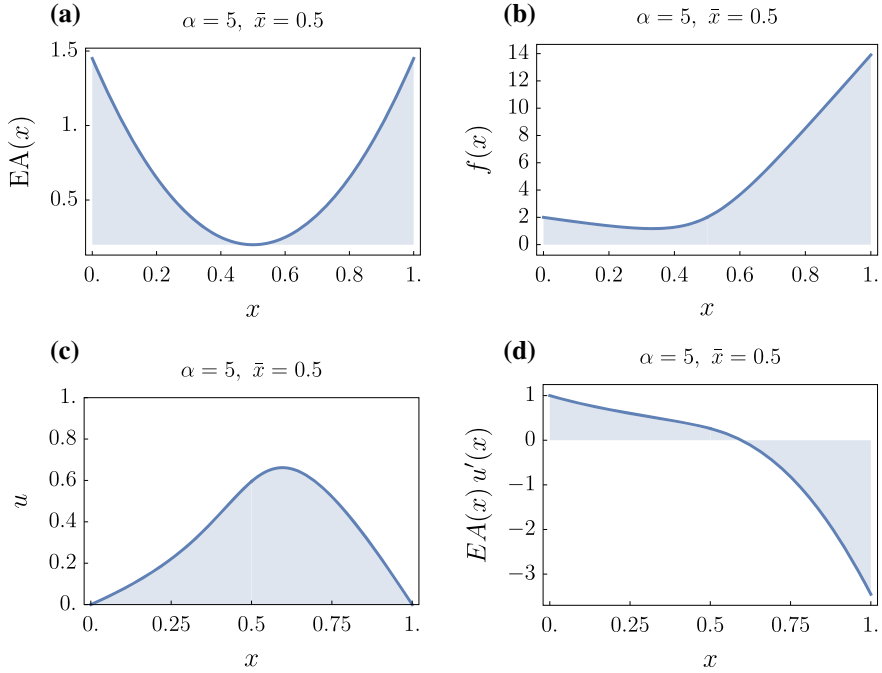 (a)
α = 5, x̄ = 0.5
1.5
1.
0.5
EA(x)
0. 0.2 0.4 0.6 0.8 1.
x
(b)
α = 5, x̄ = 0.5
14
12
10
8
6
4
2
0
f(x)
0. 0.2 0.4 0.6 0.8 1.
x
(c)
α = 5, x̄ = 0.5
1.
0.8
0.6
0.4
0.2
0.
u
0. 0.25 0.5 0.75 1.
x
(d)
α = 5, x̄ = 0.5
1
0
−1
−2
−3
EA(x) u′(x)
0. 0.25 0.5 0.75 1.
x